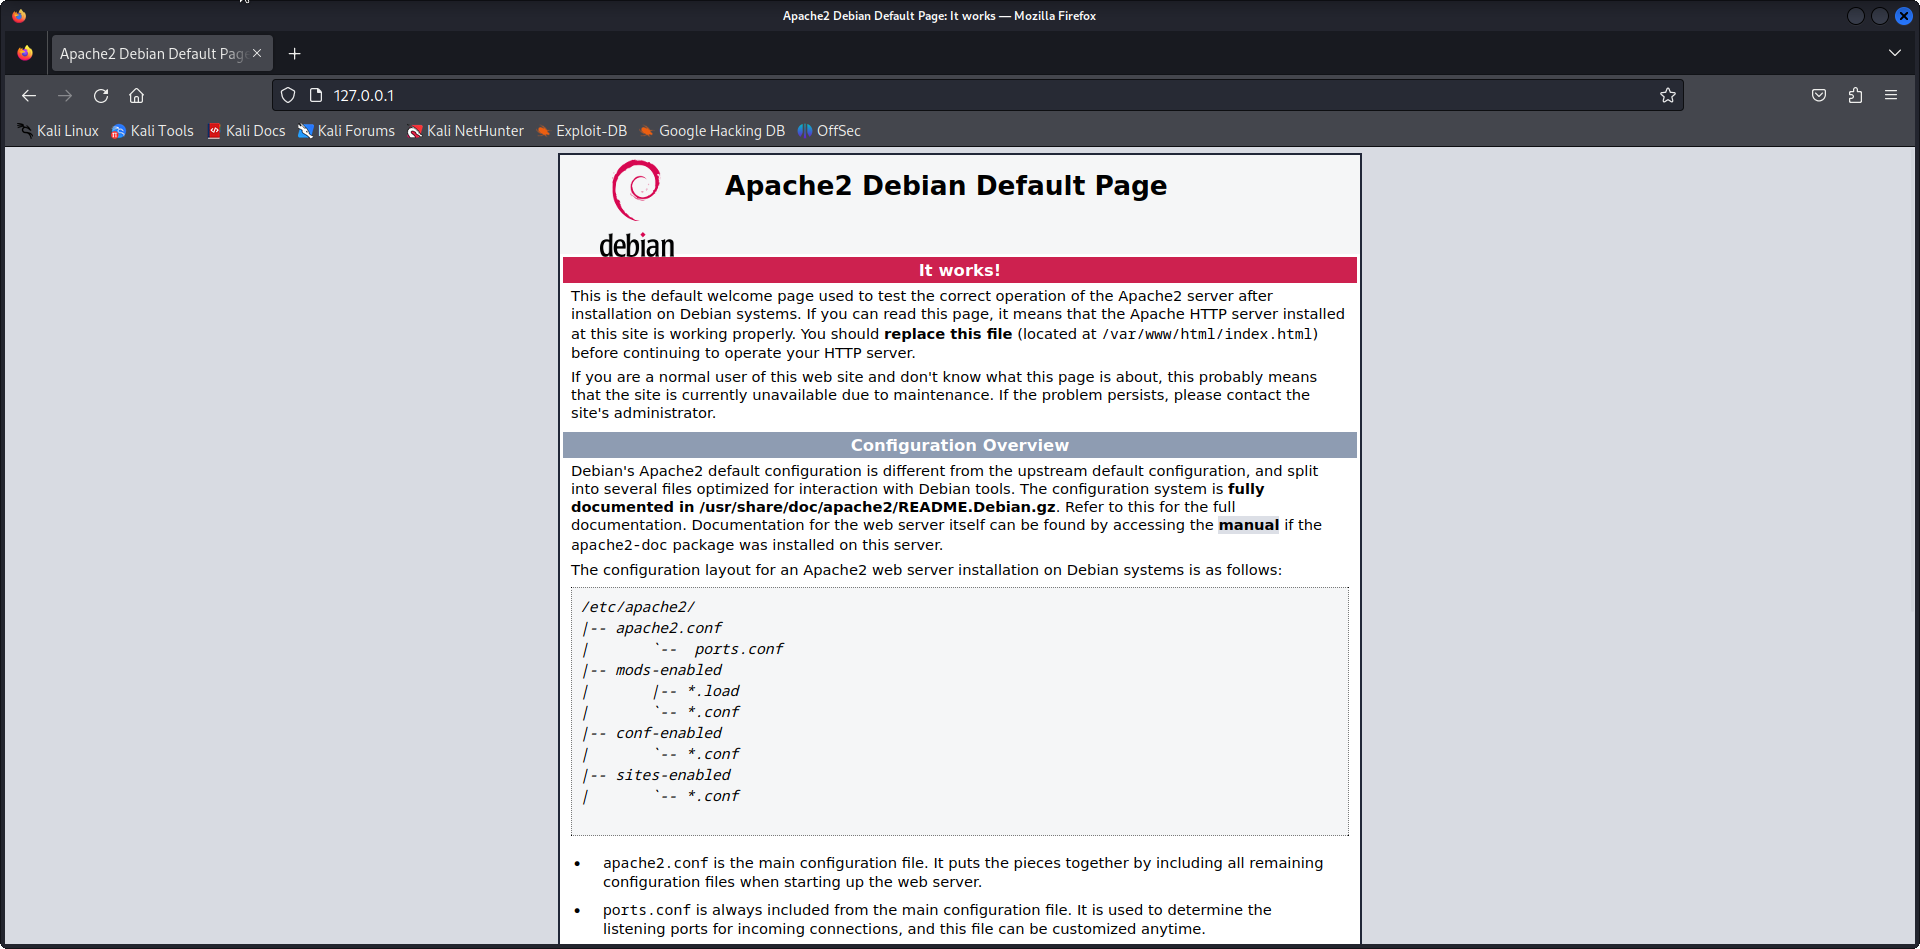 Apache2 Debian Default Page: It works — Mozilla Firefox
Apache2 Debian Default Page
127.0.0.1
Kali Linux Kali Tools Kali Docs Kali Forums Kali NetHunter Exploit-DB Google Hacking DB OffSec
debian
Apache2 Debian Default Page
It works!
This is the default welcome page used to test the correct operation of the Apache2 server after
installation on Debian systems. If you can read this page, it means that the Apache HTTP server installed
at this site is working properly. You should replace this file (located at /var/www/html/index.html)
before continuing to operate your HTTP server.
If you are a normal user of this web site and don't know what this page is about, this probably means
that the site is currently unavailable due to maintenance. If the problem persists, please contact the
site's administrator.
Configuration Overview
Debian's Apache2 default configuration is different from the upstream default configuration, and split
into several files optimized for interaction with Debian tools. The configuration system is fully
documented in /usr/share/doc/apache2/README.Debian.gz. Refer to this for the full
documentation. Documentation for the web server itself can be found by accessing the manual if the
apache2-doc package was installed on this server.
The configuration layout for an Apache2 web server installation on Debian systems is as follows:
/etc/apache2/
|-- apache2.conf
|       `--  ports.conf
|-- mods-enabled
|       |-- *.load
|       `-- *.conf
|-- conf-enabled
|       `-- *.conf
|-- sites-enabled
|       `-- *.conf
• apache2.conf is the main configuration file. It puts the pieces together by including all remaining
configuration files when starting up the web server.
• ports.conf is always included from the main configuration file. It is used to determine the
listening ports for incoming connections, and this file can be customized anytime.